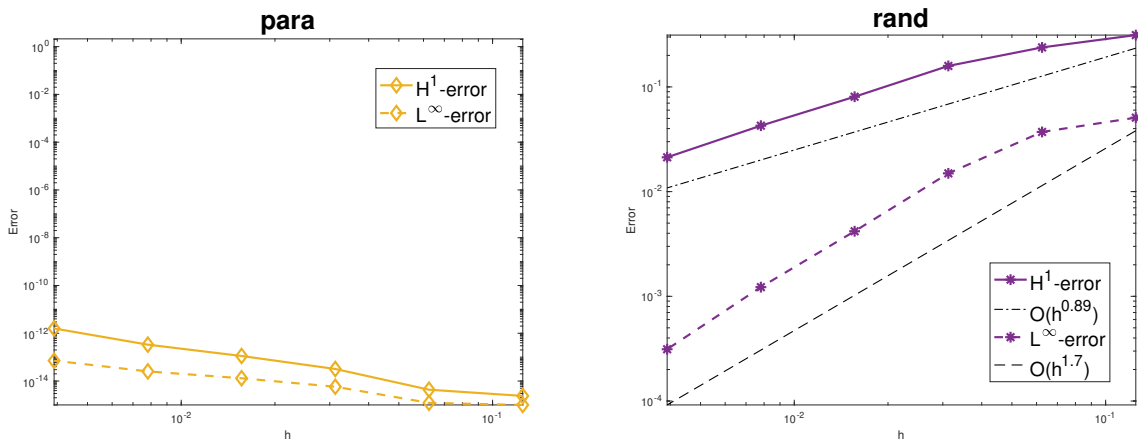 para
10^0
10^-2
10^-4
10^-6
10^-8
10^-10
10^-12
10^-14
Error
10^-2
10^-1
h
H^1-error
L^∞-error
rand
10^-1
10^-2
10^-3
10^-4
Error
10^-2
10^-1
h
H^1-error
O(h^0.89)
L^∞-error
O(h^1.7)